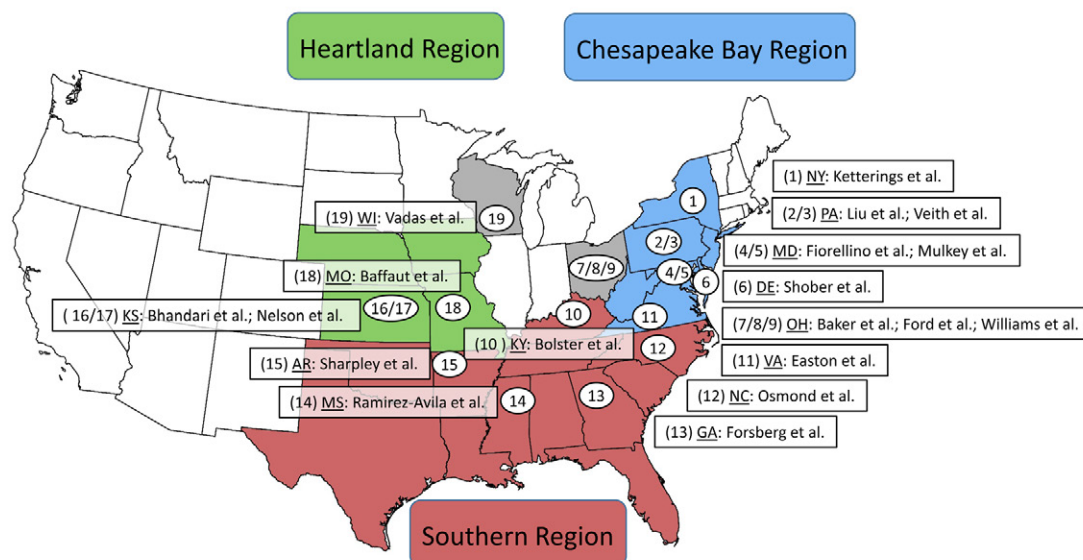 Heartland Region
Chesapeake Bay Region
(1) NY: Ketterings et al.
(2/3) PA: Liu et al.; Veith et al.
(4/5) MD: Fiorellino et al.; Mulkey et al.
(6) DE: Shober et al.
(7/8/9) OH: Baker et al.; Ford et al.; Williams et al.
(11) VA: Easton et al.
(12) NC: Osmond et al.
(13) GA: Forsberg et al.
(19) WI: Vadas et al.
(18) MO: Baffaut et al.
( 16/17) KS: Bhandari et al.; Nelson et al.
(10 ) KY: Bolster et al.
(15) AR: Sharpley et al.
(14) MS: Ramirez-Avila et al.
1
19
2/3
7/8/9
4/5
6
16/17
18
10
11
12
15
14
13
Southern Region